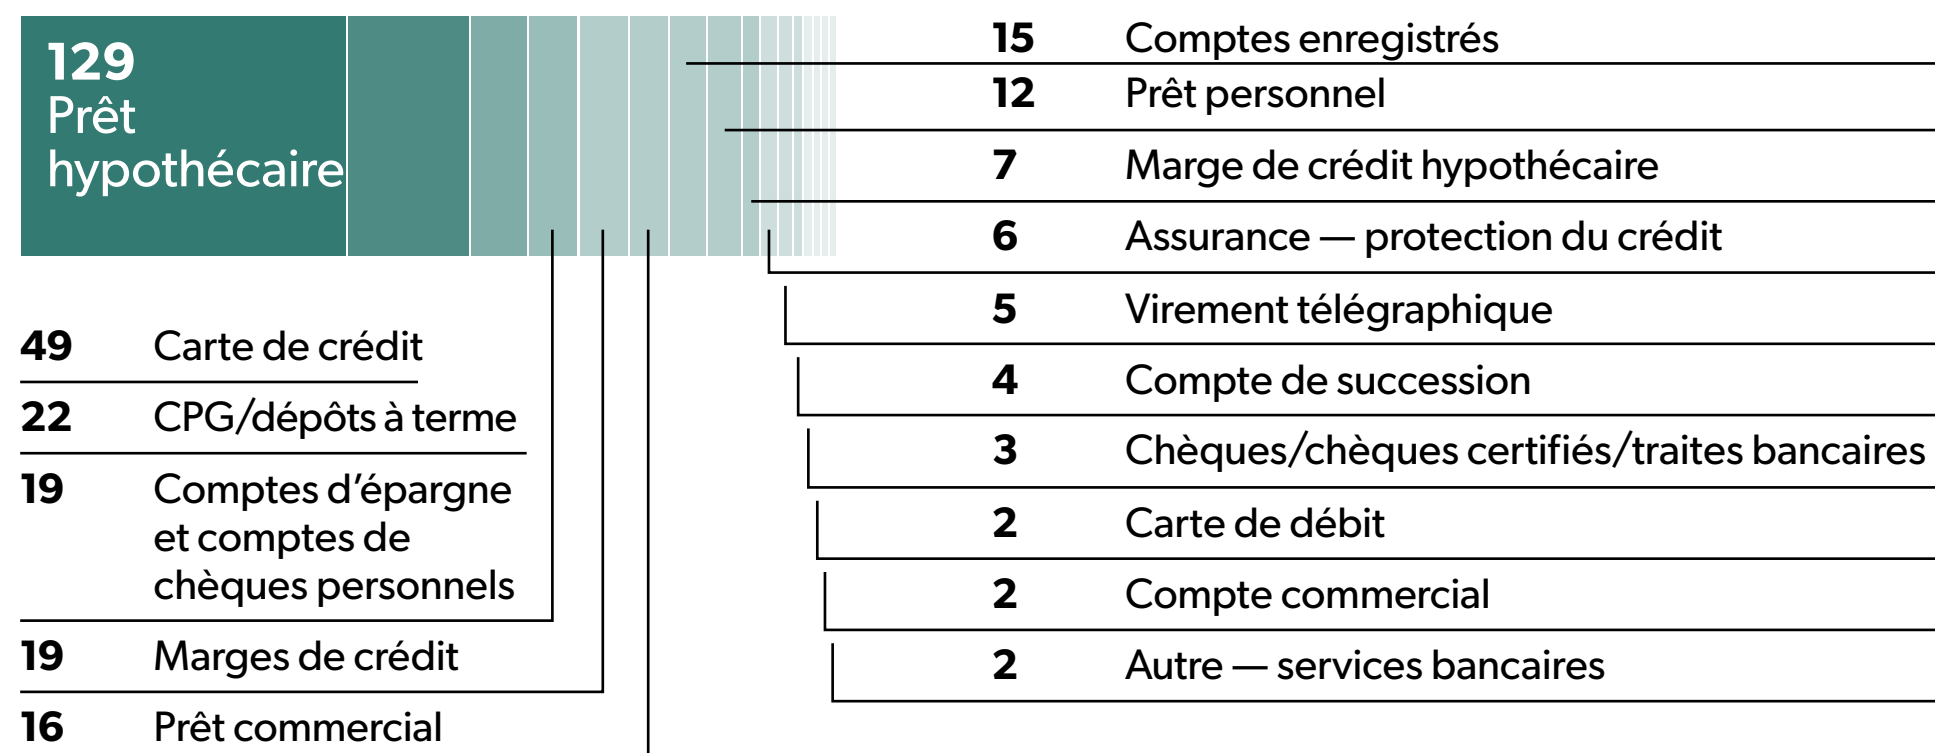 129
Prêt
hypothécaire
49 Carte de crédit
22 CPG/dépôts à terme
19 Comptes d’épargne
et comptes de
chèques personnels
19 Marges de crédit
16 Prêt commercial
15 Comptes enregistrés
12 Prêt personnel
7 Marge de crédit hypothécaire
6 Assurance — protection du crédit
5 Virement télégraphique
4 Compte de succession
3 Chèques/chèques certifiés/traites bancaires
2 Carte de débit
2 Compte commercial
2 Autre — services bancaires